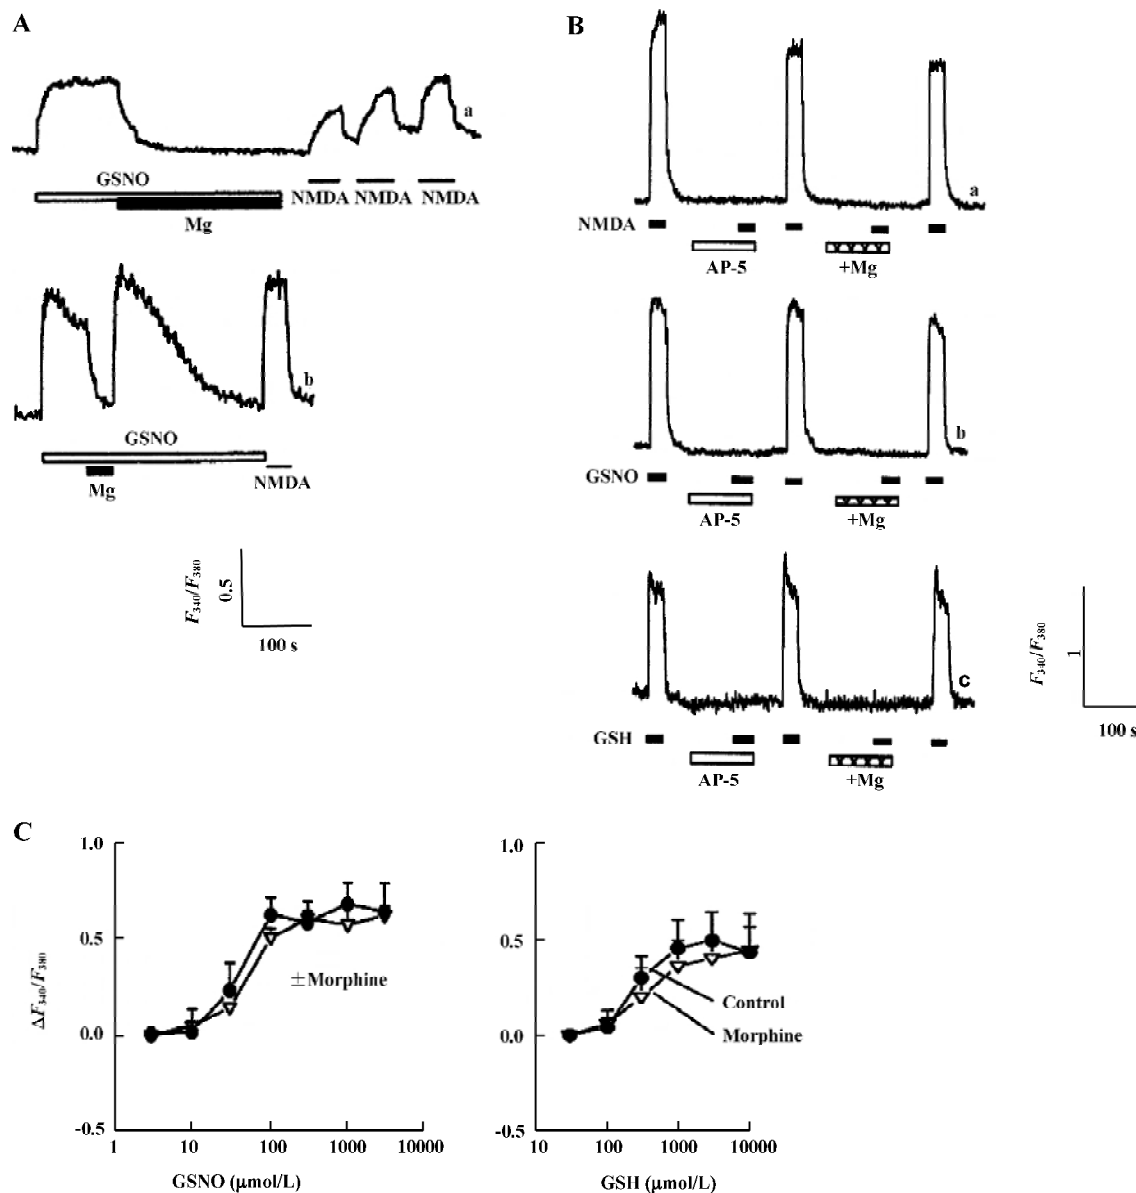 A
a
GSNO
NMDA NMDA NMDA
Mg
b
GSNO
Mg
NMDA
F340/F380
0.5
100 s
B
a
NMDA
AP-5
+Mg
b
GSNO
AP-5
+Mg
c
GSH
AP-5
+Mg
F340/F380
1
100 s
C
1.0
0.5
0.0
-0.5
ΔF340/F380
±Morphine
1 10 100 1000 10000
GSNO (μmol/L)
1.0
0.5
0.0
-0.5
Control
Morphine
10 100 1000 10000
GSH (μmol/L)